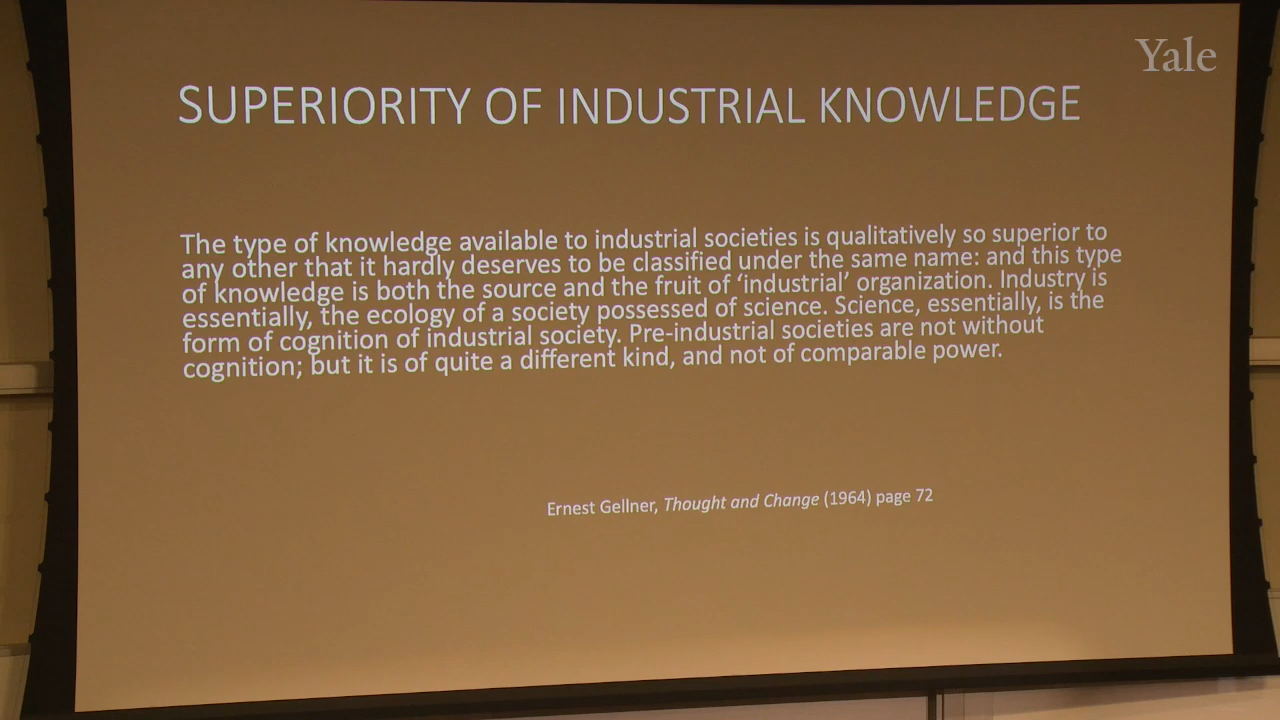 Yale
SUPERIORITY OF INDUSTRIAL KNOWLEDGE
The type of knowledge available to industrial societies is qualitatively so superior to
any other that it hardly deserves to be classified under the same name: and this type
of knowledge is both the source and the fruit of ‘industrial’ organization. Industry is
essentially, the ecology of a society possessed of science. Science, essentially, is the
form of cognition of industrial society. Pre-industrial societies are not without
cognition; but it is of quite a different kind, and not of comparable power.
Ernest Gellner, Thought and Change (1964) page 72